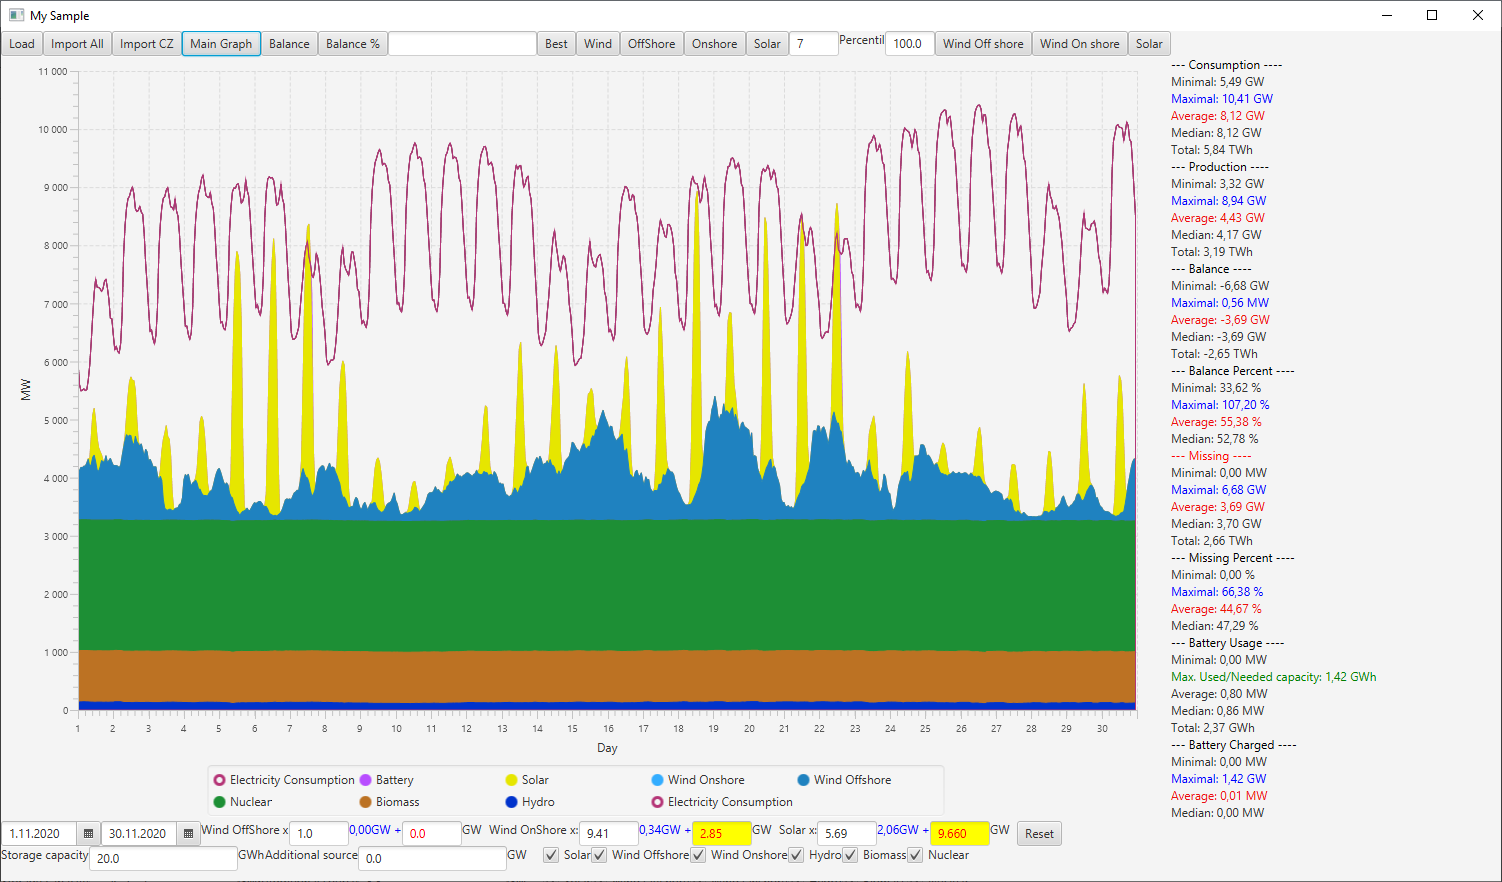 My Sample
Load Import All Import CZ Main Graph Balance Balance % Best Wind OffShore Onshore Solar 7 Percentil 100.0 Wind Off shore Wind On shore Solar
11 000
10 000
9 000
8 000
7 000
6 000
5 000
4 000
3 000
2 000
1 000
0
MW
1 2 3 4 5 6 7 8 9 10 11 12 13 14 15 16 17 18 19 20 21 22 23 24 25 26 27 28 29 30
Day
Electricity Consumption Battery Solar Wind Onshore Wind Offshore
Nuclear Biomass Hydro Electricity Consumption
--- Consumption ----
Minimal: 5,49 GW
Maximal: 10,41 GW
Average: 8,12 GW
Median: 8,12 GW
Total: 5,84 TWh
--- Production ----
Minimal: 3,32 GW
Maximal: 8,94 GW
Average: 4,43 GW
Median: 4,17 GW
Total: 3,19 TWh
--- Balance ----
Minimal: -6,68 GW
Maximal: 0,56 MW
Average: -3,69 GW
Median: -3,69 GW
Total: -2,65 TWh
--- Balance Percent ----
Minimal: 33,62 %
Maximal: 107,20 %
Average: 55,38 %
Median: 52,78 %
--- Missing ----
Minimal: 0,00 MW
Maximal: 6,68 GW
Average: 3,69 GW
Median: 3,70 GW
Total: 2,66 TWh
--- Missing Percent ----
Minimal: 0,00 %
Maximal: 66,38 %
Average: 44,67 %
Median: 47,29 %
--- Battery Usage ----
Minimal: 0,00 MW
Max. Used/Needed capacity: 1,42 GWh
Average: 0,80 MW
Median: 0,86 MW
Total: 2,37 GWh
--- Battery Charged ----
Minimal: 0,00 MW
Maximal: 1,42 GW
Average: 0,01 MW
Median: 0,00 MW
1.11.2020 30.11.2020 Wind OffShore x 1.0 0,00GW + 0.0 GW Wind OnShore x: 9.41 0,34GW + 2.85 GW Solar x: 5.69 2,06GW + 9.660 GW Reset
Storage capacity 20.0 GWh Additional source 0.0 GW Solar Wind Offshore Wind Onshore Hydro Biomass Nuclear